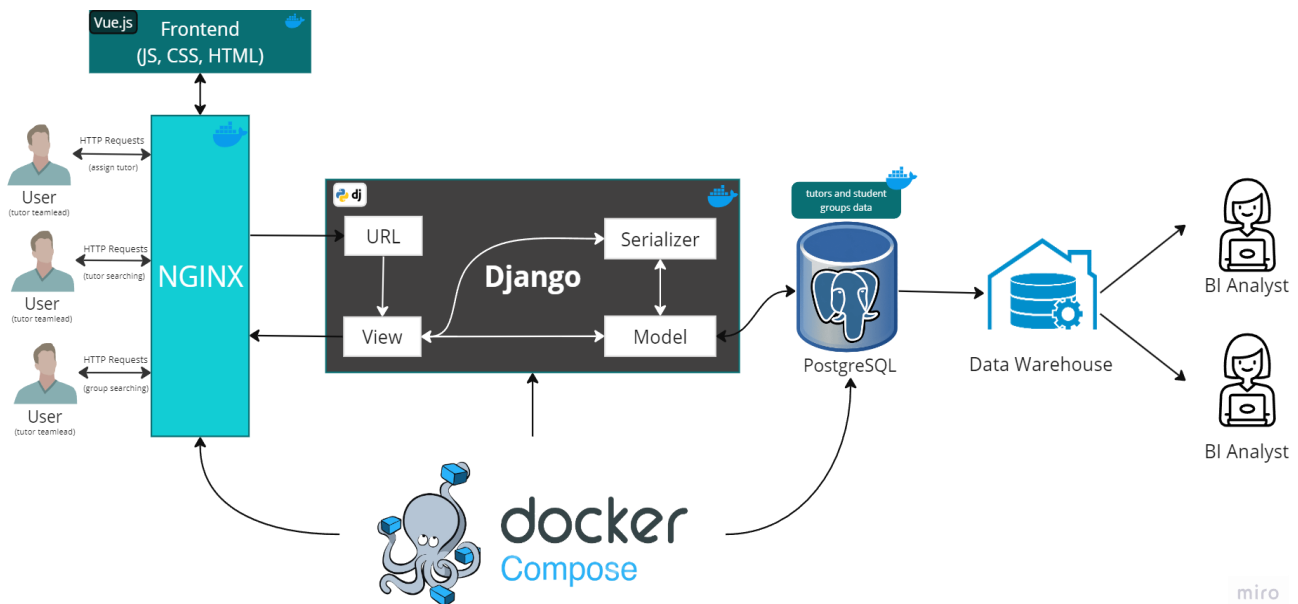 Vue.js
Frontend
(JS, CSS, HTML)
HTTP Requests
(assign tutor)
User
(tutor teamlead)
HTTP Requests
(tutor searching)
User
(tutor teamlead)
HTTP Requests
(group searching)
User
(tutor teamlead)
NGINX
dj
URL
View
Django
Serializer
Model
tutors and student
groups data
PostgreSQL
Data Warehouse
BI Analyst
BI Analyst
docker
Compose
miro